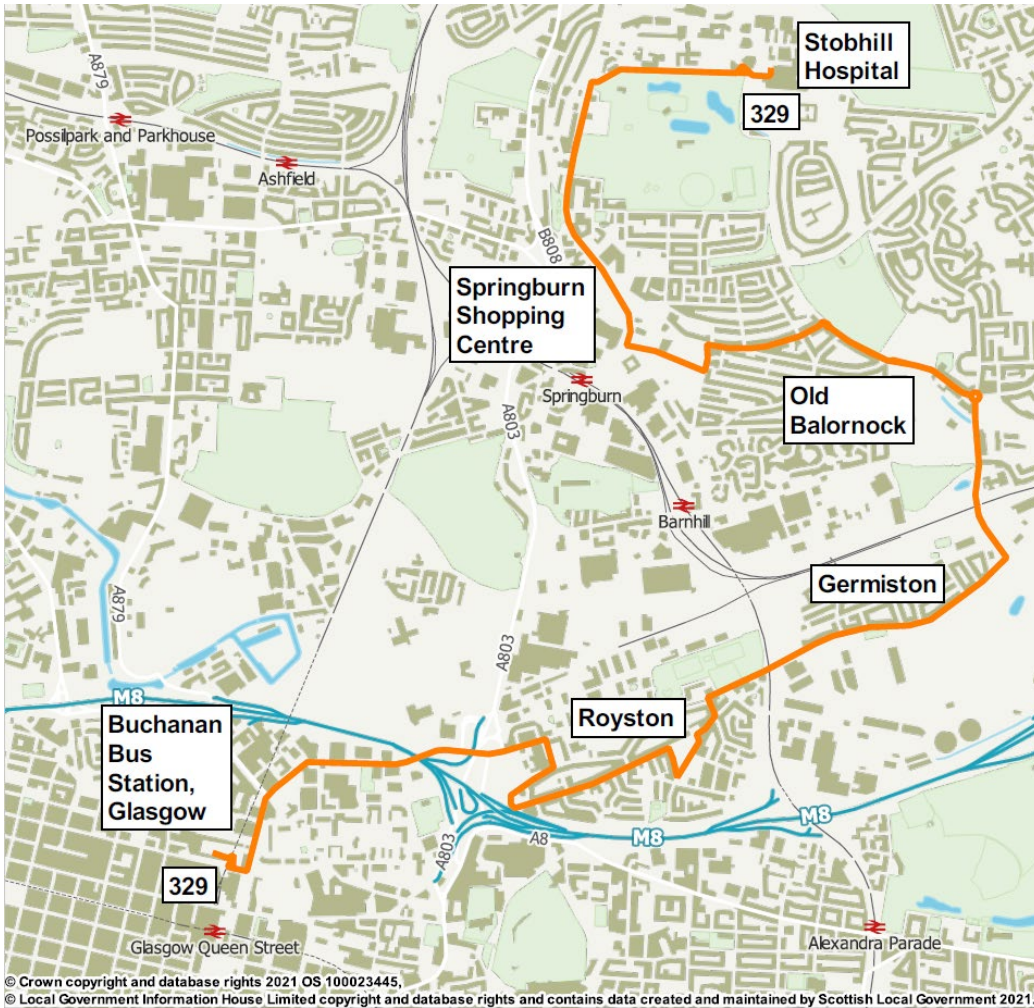 Stobhill
Hospital
A879
329
Possilpark and Parkhouse
Ashfield
B808
Springburn
Shopping
Centre
Springburn
A803
Old
Balornock
Barnhill
Germiston
A879
A803
M8
Royston
Buchanan
Bus
Station,
Glasgow
M8
M8
A8
A803
329
Glasgow Queen Street
Alexandra Parade
© Crown copyright and database rights 2021 OS 100023445,
© Local Government Information House Limited copyright and database rights and contains data created and maintained by Scottish Local Government 2021